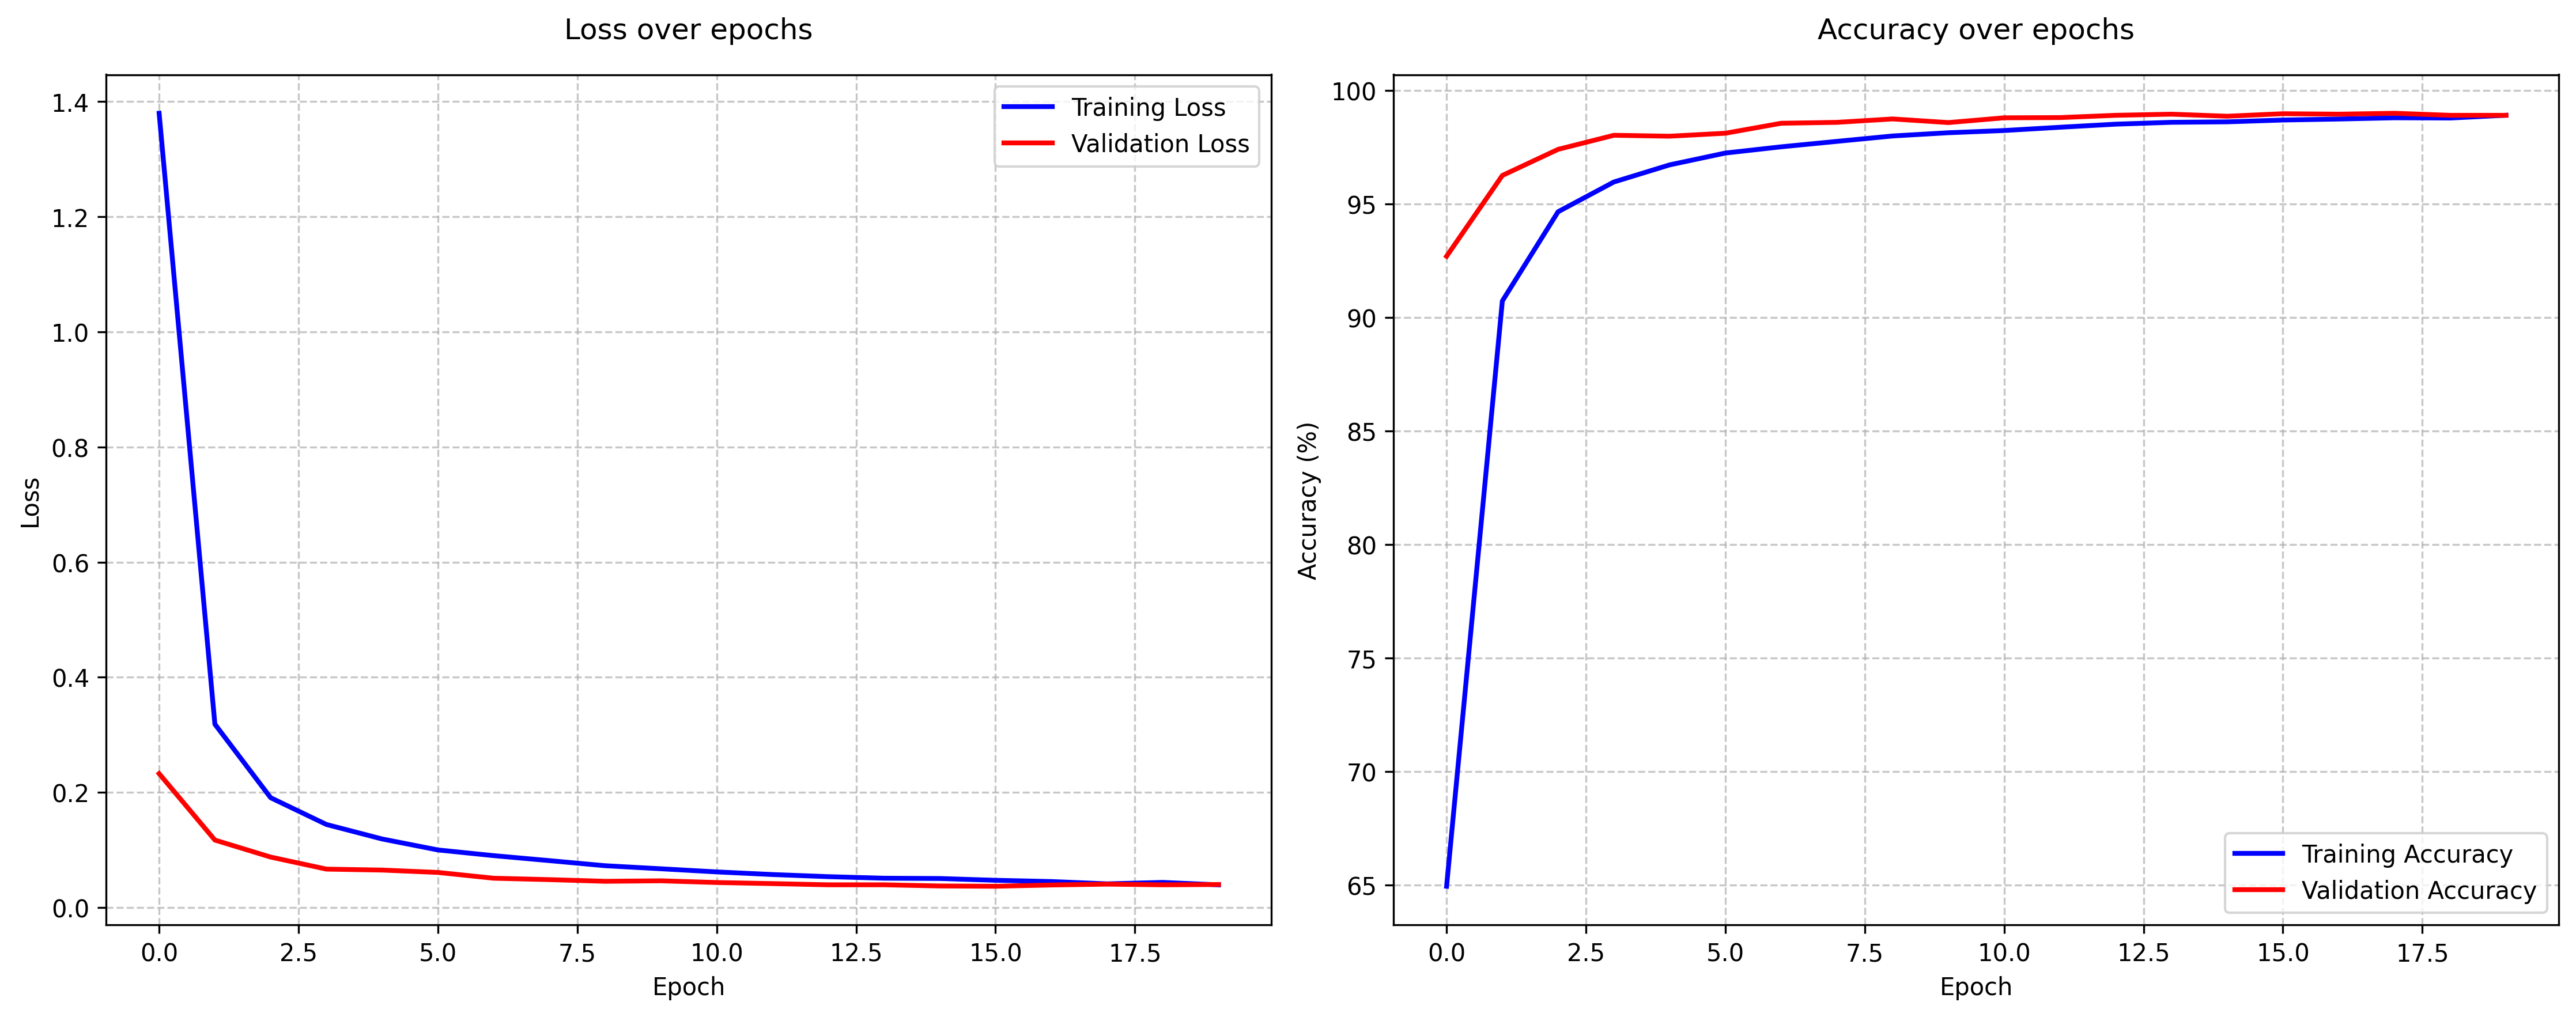 Loss over epochs
1.4
1.2
1.0
0.8
0.6
0.4
0.2
0.0
Loss
Training Loss
Validation Loss
0.0 2.5 5.0 7.5 10.0 12.5 15.0 17.5
Epoch
Accuracy over epochs
100
95
90
85
80
75
70
65
Accuracy (%)
Training Accuracy
Validation Accuracy
0.0 2.5 5.0 7.5 10.0 12.5 15.0 17.5
Epoch